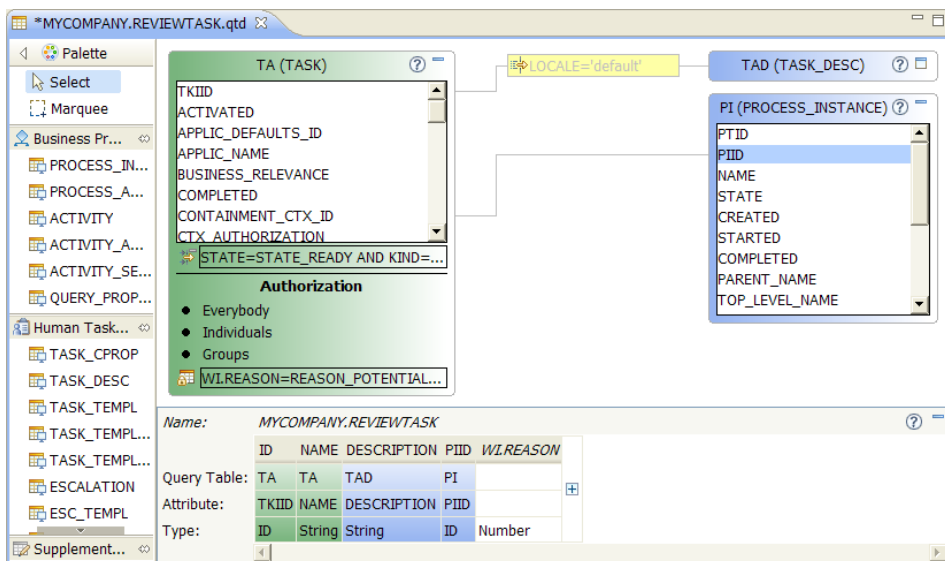 *MYCOMPANY.REVIEWTASK.qtd
Palette
Select
Marquee
Business Pr...
PROCESS_IN...
PROCESS_A...
ACTIVITY
ACTIVITY_A...
ACTIVITY_SE...
QUERY_PROP...
Human Task...
TASK_CPROP
TASK_DESC
TASK_TEMPL
TASK_TEMPL...
TASK_TEMPL...
ESCALATION
ESC_TEMPL
Supplement...
TA (TASK)
TKIID
ACTIVATED
APPLIC_DEFAULTS_ID
APPLIC_NAME
BUSINESS_RELEVANCE
COMPLETED
CONTAINMENT_CTX_ID
CTX_AUTHORIZATION
STATE=STATE_READY AND KIND=...
Authorization
Everybody
Individuals
Groups
WI.REASON=REASON_POTENTIAL...
LOCALE='default'
TAD (TASK_DESC)
PI (PROCESS_INSTANCE)
PTID
PIID
NAME
STATE
CREATED
STARTED
COMPLETED
PARENT_NAME
TOP_LEVEL_NAME
Name: MYCOMPANY.REVIEWTASK
ID NAME DESCRIPTION PIID WI.REASON
Query Table: TA TA TAD PI
Attribute: TKIID NAME DESCRIPTION PIID
Type: ID String String ID Number